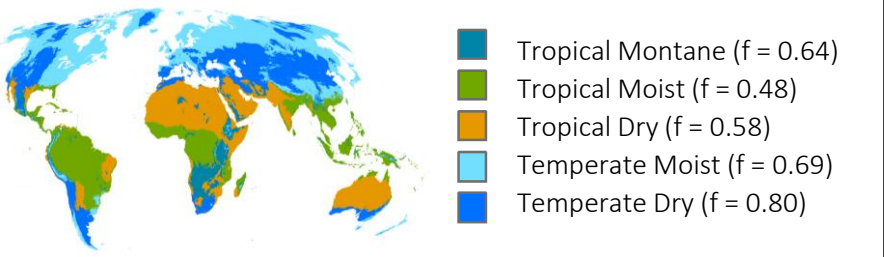 Tropical Montane (f = 0.64)
Tropical Moist (f = 0.48)
Tropical Dry (f = 0.58)
Temperate Moist (f = 0.69)
Temperate Dry (f = 0.80)